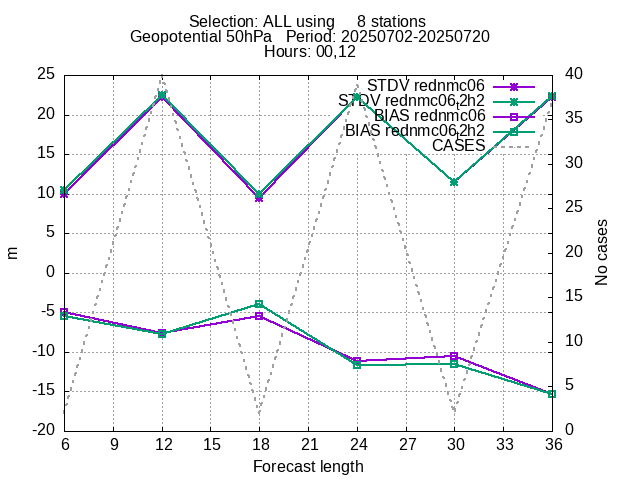 Selection: ALL using 8 stations
Geopotential 50hPa Period: 20250702-20250720
Hours: 00,12
STDV rednmc06
STDV rednmc06,2h2
BIAS rednmc06
BIAS rednmc06,2h2
CASES
25
20
15
10
5
0
-5
-10
-15
-20
m
40
35
30
25
20
15
10
5
0
No cases
6 9 12 15 18 21 24 27 30 33 36
Forecast length